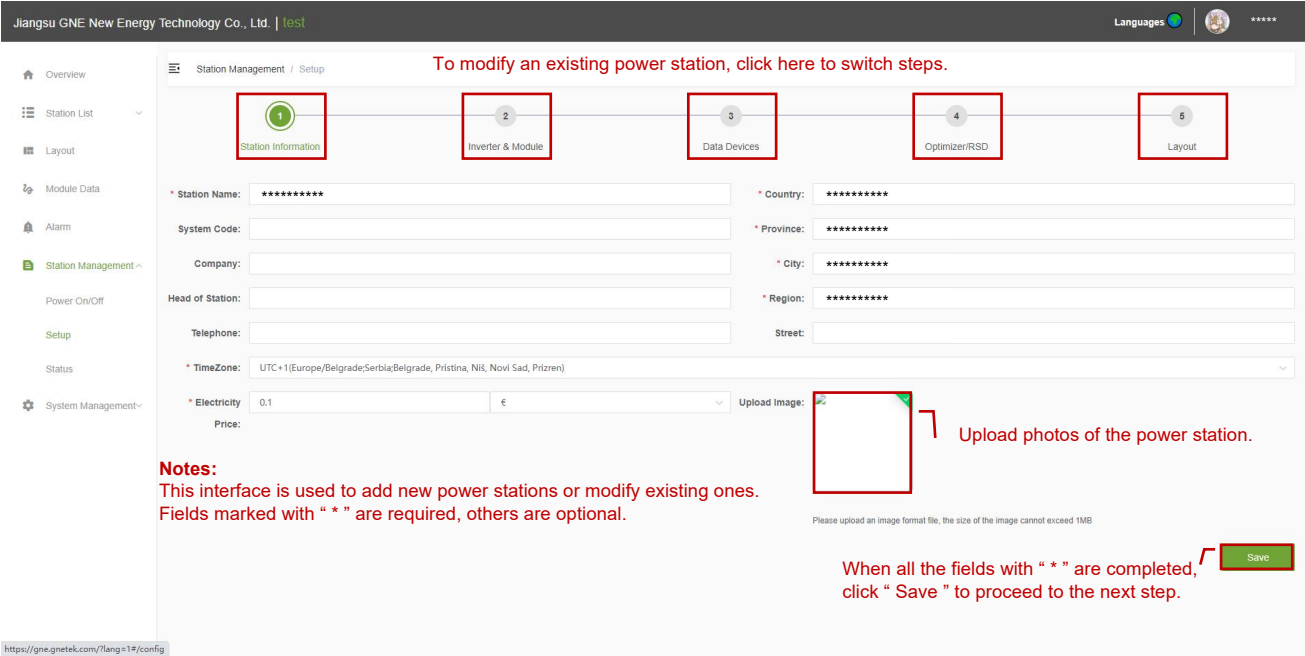 Jiangsu GNE New Energy Technology Co., Ltd. | test
Languages
*****
Overview
Station List
Layout
Module Data
Alarm
Station Management
Power On/Off
Setup
Status
System Management
Station Management / Setup
To modify an existing power station, click here to switch steps.
1
Station Information
2
Inverter & Module
3
Data Devices
4
Optimizer/RSD
5
Layout
* Station Name: **********
* Country: **********
System Code:
* Province: **********
Company:
* City: **********
Head of Station:
* Region: **********
Telephone:
Street:
* TimeZone: UTC+1(Europe/Belgrade;Serbia;Belgrade, Pristina, Niš, Novi Sad, Prizren)
* Electricity
Price:
0.1
€
Upload Image:
Upload photos of the power station.
Notes:
This interface is used to add new power stations or modify existing ones.
Fields marked with “ * ” are required, others are optional.
Please upload an image format file, the size of the image cannot exceed 1MB
Save
When all the fields with “ * ” are completed,
click “ Save ” to proceed to the next step.
https://gne.gnetek.com/?lang=1#/config